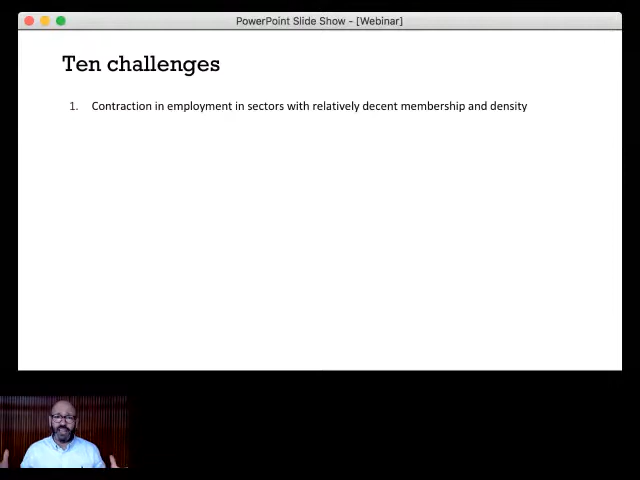 PowerPoint Slide Show - [Webinar]
Ten challenges
1. Contraction in employment in sectors with relatively decent membership and density